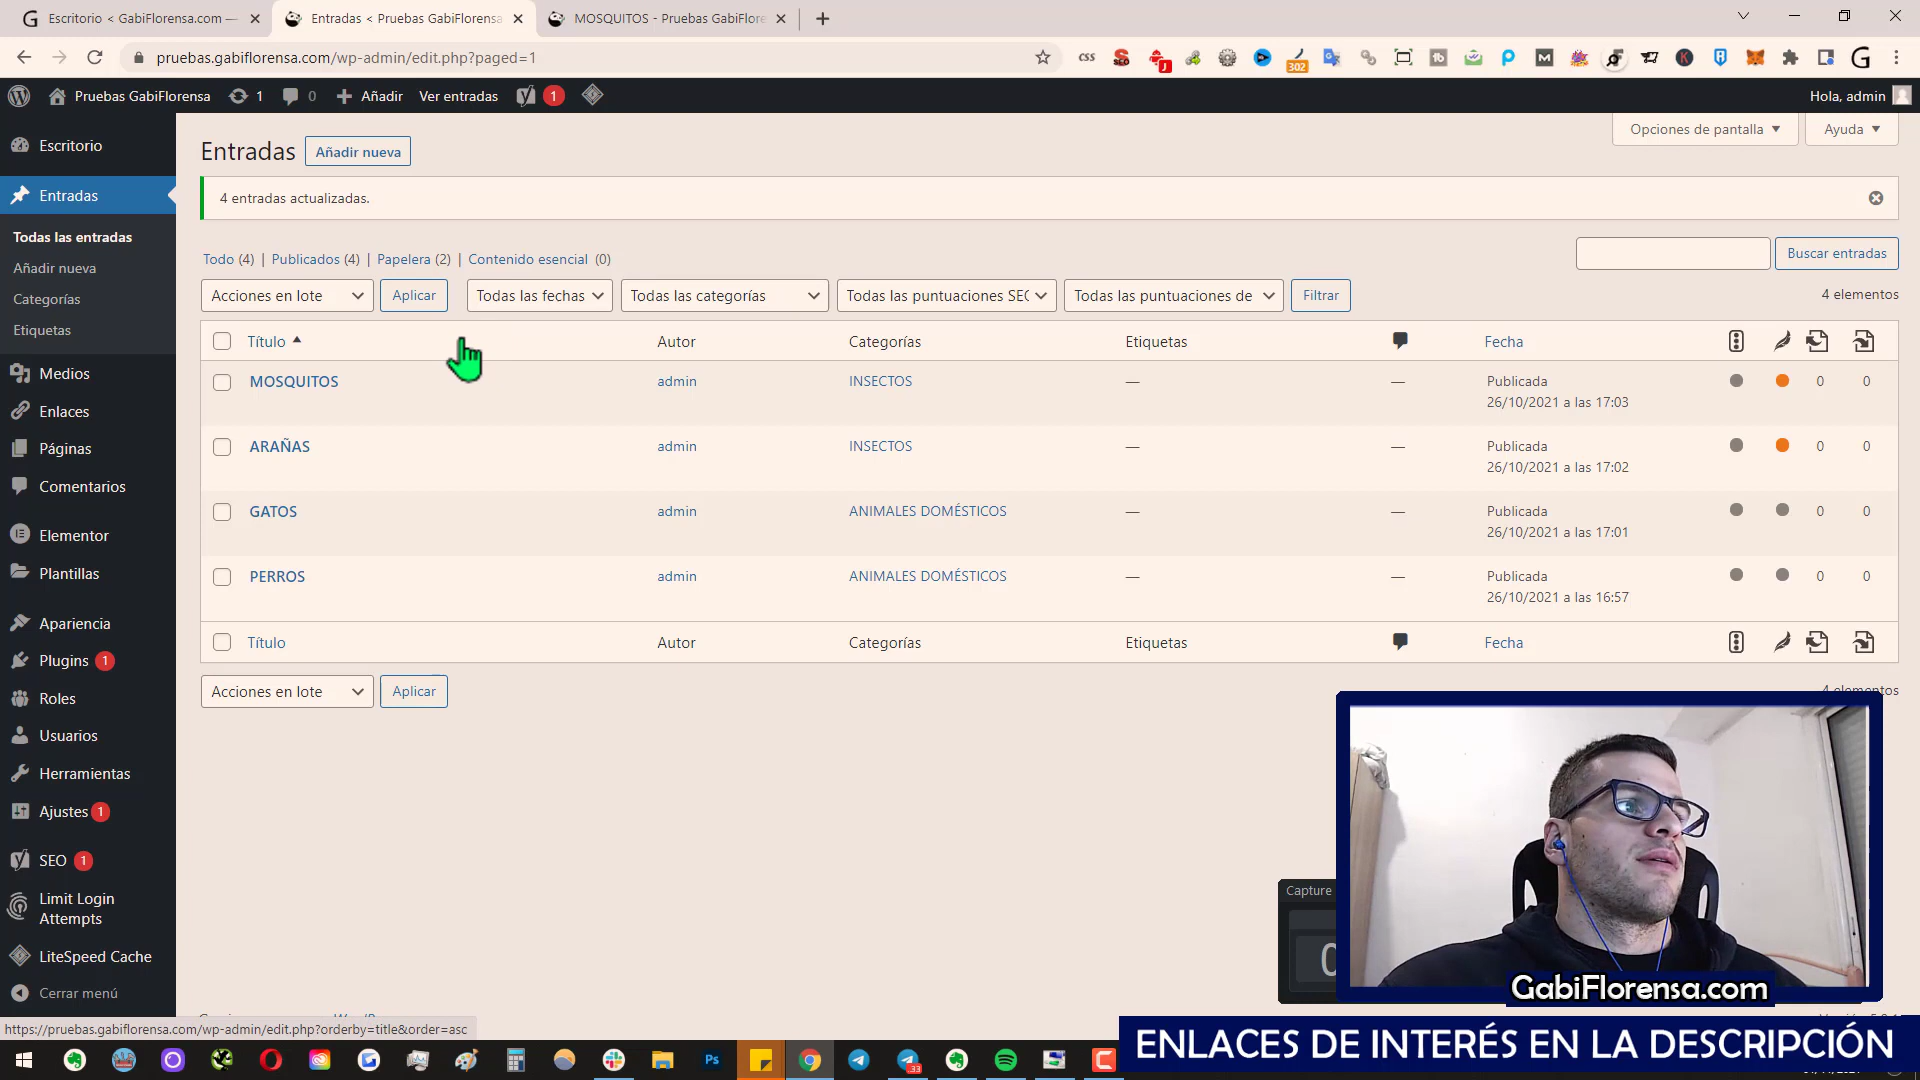 Escritorio < GabiFlorensa.com —
Entradas < Pruebas GabiFlorensa
MOSQUITOS - Pruebas GabiFlore
pruebas.gabiflorensa.com/wp-admin/edit.php?paged=1
CSS
J
302
M
K
G
Pruebas GabiFlorensa
1
0
Añadir
Ver entradas
1
Hola, admin
Opciones de pantalla
Ayuda
Escritorio
Entradas
Todas las entradas
Añadir nueva
Categorías
Etiquetas
Medios
Enlaces
Páginas
Comentarios
Elementor
Plantillas
Apariencia
Plugins 1
Roles
Usuarios
Herramientas
Ajustes 1
SEO 1
Limit Login
Attempts
LiteSpeed Cache
Cerrar menú
Entradas
Añadir nueva
4 entradas actualizadas.
Todo (4) | Publicados (4) | Papelera (2) | Contenido esencial (0)
Buscar entradas
Acciones en lote
Aplicar
Todas las fechas
Todas las categorías
Todas las puntuaciones SEO
Todas las puntuaciones de
Filtrar
4 elementos
Título Autor Categorías Etiquetas Fecha
MOSQUITOS admin INSECTOS — — Publicada 0 0
26/10/2021 a las 17:03
ARAÑAS admin INSECTOS — — Publicada 0 0
26/10/2021 a las 17:02
GATOS admin ANIMALES DOMÉSTICOS — — Publicada 0 0
26/10/2021 a las 17:01
PERROS admin ANIMALES DOMÉSTICOS — — Publicada 0 0
26/10/2021 a las 16:57
Título Autor Categorías Etiquetas Fecha
Acciones en lote
Aplicar
4 elementos
Capture
0
GabiFlorensa.com
https://pruebas.gabiflorensa.com/wp-admin/edit.php?orderby=title&order=asc
ENLACES DE INTERÉS EN LA DESCRIPCIÓN
Ps
33